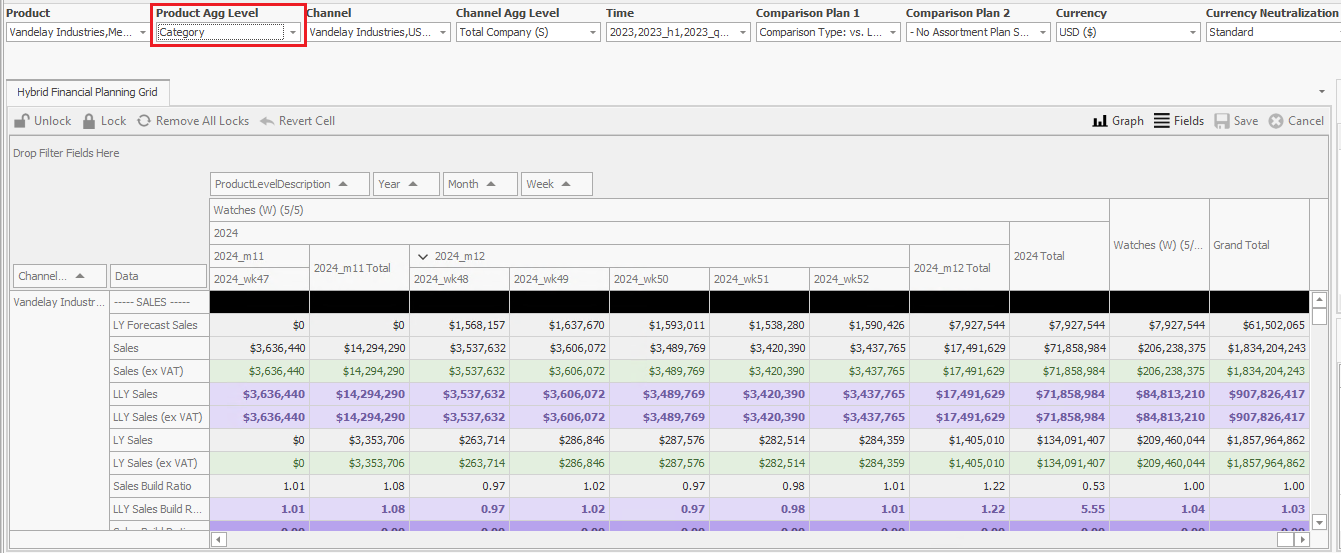 Product Product Agg Level Channel Channel Agg Level Time Comparison Plan 1 Comparison Plan 2 Currency Currency Neutralization
Vandelay Industries,Me... Category Vandelay Industries,US... Total Company (S) 2023,2023_h1,2023_q... Comparison Type: vs. L... - No Assortment Plan S... USD ($) Standard
Hybrid Financial Planning Grid
Unlock Lock Remove All Locks Revert Cell Graph Fields Save Cancel
Drop Filter Fields Here
ProductLevelDescription Year Month Week
Watches (W) (5/5)
2024
2024_m11 2024_m11 Total 2024_m12 2024_m12 Total 2024 Total Watches (W) (5/... Grand Total
Channel... Data 2024_wk47 2024_wk48 2024_wk49 2024_wk50 2024_wk51 2024_wk52
Vandelay Industr... ----- SALES -----
LY Forecast Sales $0 $0 $1,568,157 $1,637,670 $1,593,011 $1,538,280 $1,590,426 $7,927,544 $7,927,544 $7,927,544 $61,502,065
Sales $3,636,440 $14,294,290 $3,537,632 $3,606,072 $3,489,769 $3,420,390 $3,437,765 $17,491,629 $71,858,984 $206,238,375 $1,834,204,243
Sales (ex VAT) $3,636,440 $14,294,290 $3,537,632 $3,606,072 $3,489,769 $3,420,390 $3,437,765 $17,491,629 $71,858,984 $206,238,375 $1,834,204,243
LLY Sales $3,636,440 $14,294,290 $3,537,632 $3,606,072 $3,489,769 $3,420,390 $3,437,765 $17,491,629 $71,858,984 $84,813,210 $907,826,417
LLY Sales (ex VAT) $3,636,440 $14,294,290 $3,537,632 $3,606,072 $3,489,769 $3,420,390 $3,437,765 $17,491,629 $71,858,984 $84,813,210 $907,826,417
LY Sales $0 $3,353,706 $263,714 $286,846 $287,576 $282,514 $284,359 $1,405,010 $134,091,407 $209,460,044 $1,857,964,862
LY Sales (ex VAT) $0 $3,353,706 $263,714 $286,846 $287,576 $282,514 $284,359 $1,405,010 $134,091,407 $209,460,044 $1,857,964,862
Sales Build Ratio 1.01 1.08 0.97 1.02 0.97 0.98 1.01 1.22 0.53 1.00 1.00
LLY Sales Build R... 1.01 1.08 0.97 1.02 0.97 0.98 1.01 1.22 5.55 1.04 1.03